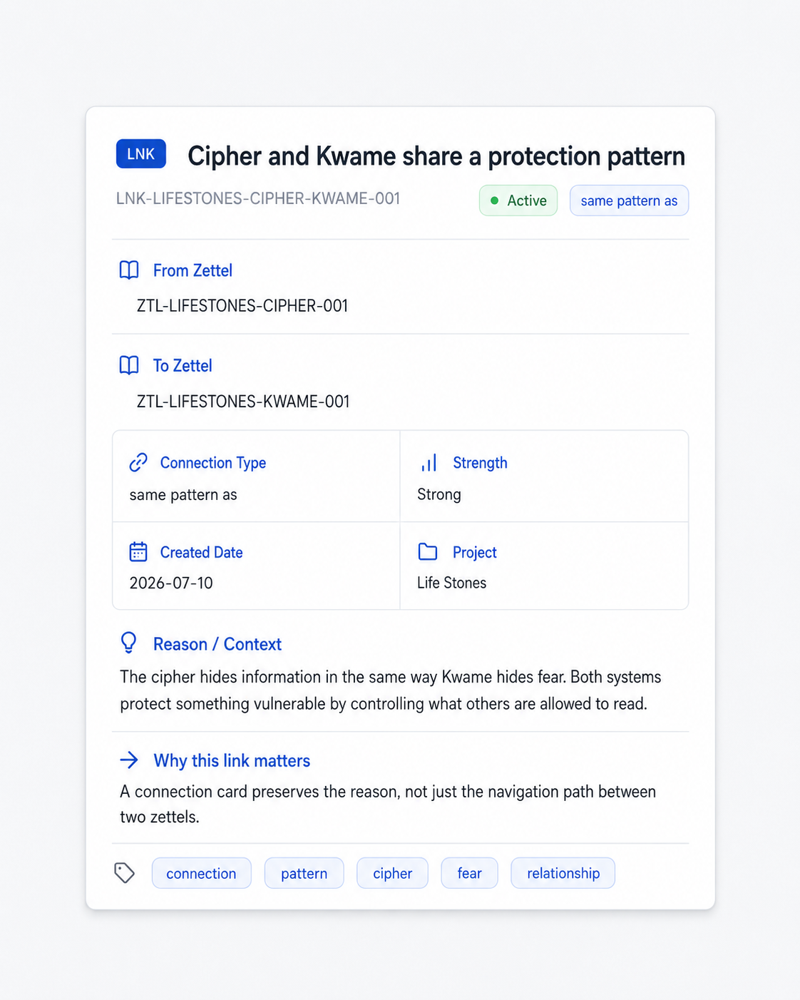 LNK
Cipher and Kwame share a protection pattern
LNK-LIFESTONES-CIPHER-KWAME-001
Active
same pattern as
From Zettel
ZTL-LIFESTONES-CIPHER-001
To Zettel
ZTL-LIFESTONES-KWAME-001
Connection Type
same pattern as
Strength
Strong
Created Date
2026-07-10
Project
Life Stones
Reason / Context
The cipher hides information in the same way Kwame hides fear. Both systems
protect something vulnerable by controlling what others are allowed to read.
Why this link matters
A connection card preserves the reason, not just the navigation path between
two zettels.
connection
pattern
cipher
fear
relationship